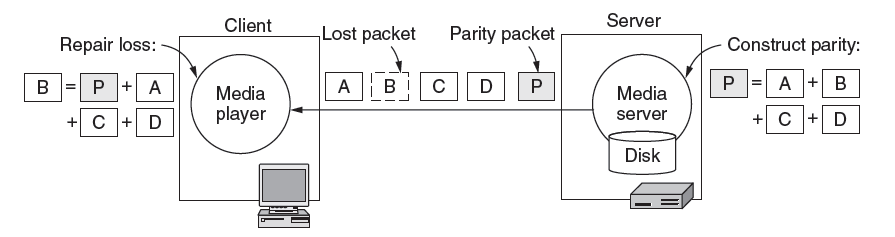 Client
Server
Repair loss:
Lost packet
Parity packet
Construct parity:
B = P + A
+ C + D
Media
player
A B C D P
Media
server
Disk
P = A + B
+ C + D